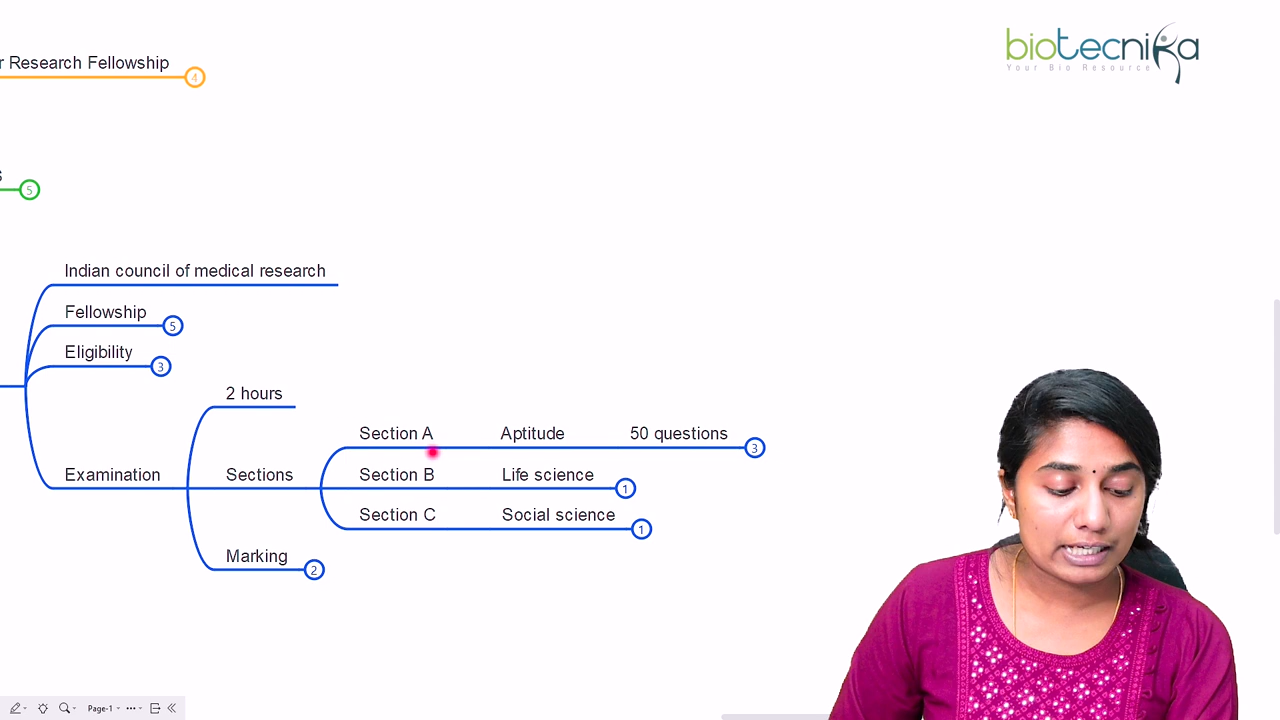 biotecnika
Your Bio Resource
r Research Fellowship
4
s
5
Indian council of medical research
Fellowship
5
Eligibility
3
2 hours
Section A Aptitude 50 questions
3
Examination Sections Section B Life science
1
Section C Social science
1
Marking
2
Page-1